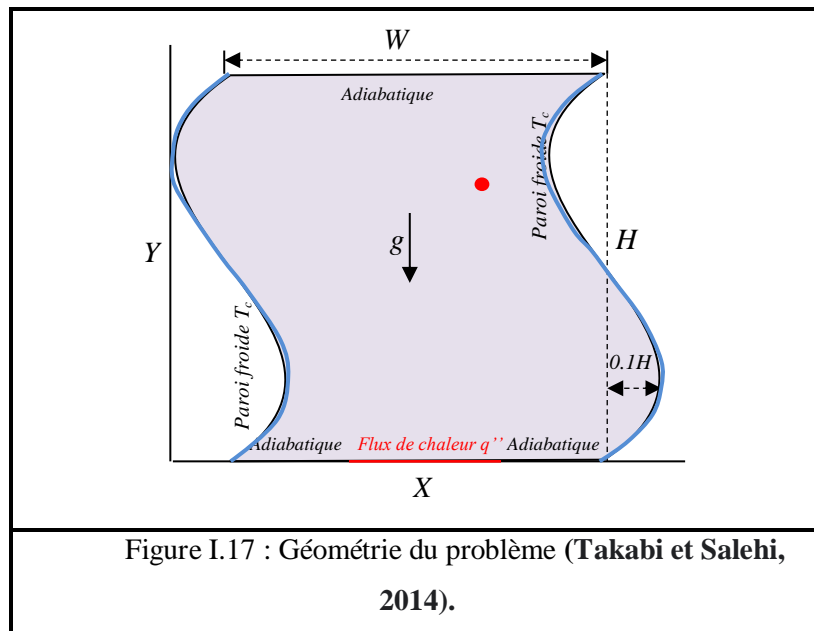 W
Adiabatique
Paroi froide Tc
Y
g
H
Paroi froide Tc
0.1H
Adiabatique Flux de chaleur q’’ Adiabatique
X
Figure I.17 : Géométrie du problème (Takabi et Salehi,
2014).